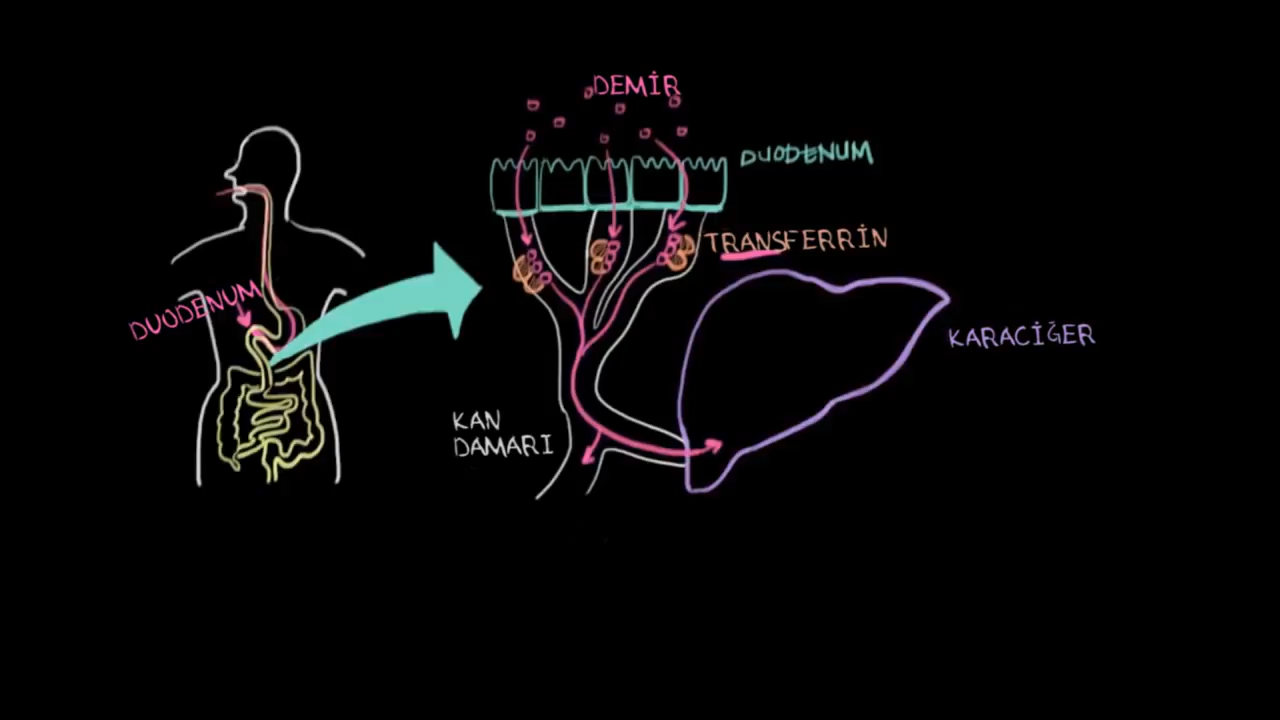 DEMİR
DUODENUM
TRANSFERRİN
DUODENUM
KARACİĞER
KAN
DAMARI